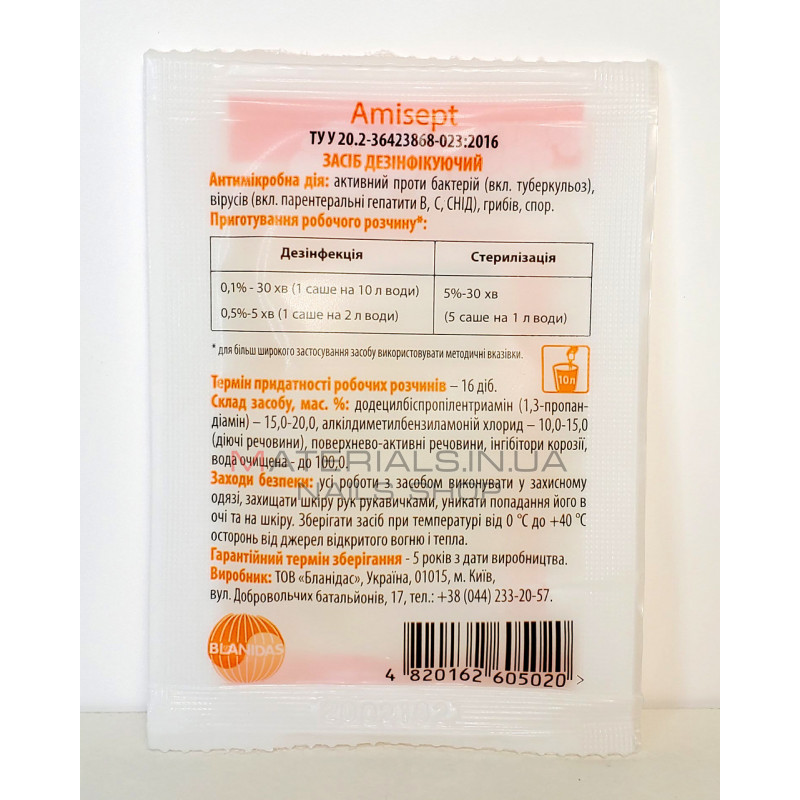 Amisept
ТУ У 20.2-36423868-023:2016
ЗАСІБ ДЕЗІНФІКУЮЧИЙ
Антимікробна дія: активний проти бактерій (вкл. туберкульоз),
вірусів (вкл. парентеральні гепатити В, С, СНІД), грибів, спор.
Приготування робочого розчину*:
Дезінфекція
Стерилізація
0,1% - 30 хв (1 саше на 10 л води)
5%-30 хв
0,5%-5 хв (1 саше на 2 л води)
(5 саше на 1 л води)
* для більш широкого застосування засобу використовувати методичні вказівки.
10л
Термін придатності робочих розчинів – 16 діб.
Склад засобу, мас. %: додецилбіспропілентриамін (1,3-пропан-
діамін) – 15,0-20,0, алкілдиметилбензиламоній хлорид – 10,0-15,0
(діючі речовини), поверхнево-активні речовини, інгібітори корозії,
вода очищена - до 100,0.
MATERIALS.IN.UA
NAILS SHOP
Заходи безпеки: усі роботи з засобом виконувати у захисному
одязі, захищати шкіру рук рукавичками, уникати попадання його в
очі та на шкіру. Зберігати засіб при температурі від 0 °С до +40 °С
осторонь від джерел відкритого вогню і тепла.
Гарантійний термін зберігання - 5 років з дати виробництва.
Виробник: ТОВ «Бланідас», Україна, 01015, м. Київ,
вул. Добровольчих батальйонів, 17, тел.: +38 (044) 233-20-57.
BLANIDAS
4 820162 605020 >